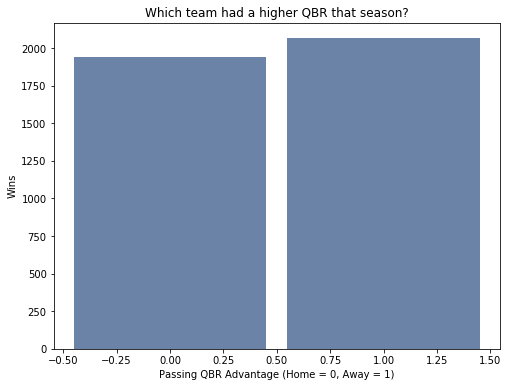 Which team had a higher QBR that season?
2000
1750
1500
1250
1000
750
500
250
0
Wins
−0.50 −0.25 0.00 0.25 0.50 0.75 1.00 1.25 1.50
Passing QBR Advantage (Home = 0, Away = 1)